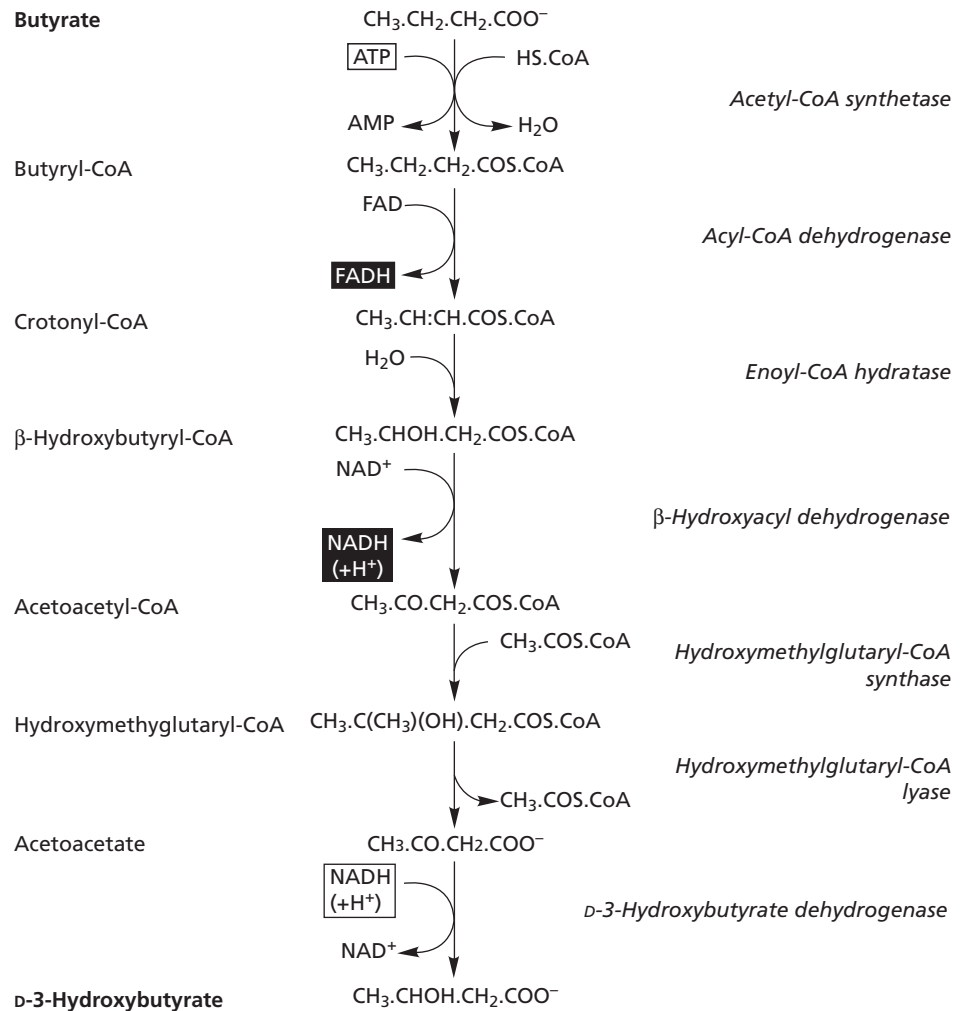 Butyrate CH₃.CH₂.CH₂.COO⁻
ATP HS.CoA
Acetyl-CoA synthetase
AMP H₂O
Butyryl-CoA CH₃.CH₂.CH₂.COS.CoA
FAD
Acyl-CoA dehydrogenase
FADH
Crotonyl-CoA CH₃.CH:CH.COS.CoA
H₂O
Enoyl-CoA hydratase
β-Hydroxybutyryl-CoA CH₃.CHOH.CH₂.COS.CoA
NAD⁺
β-Hydroxyacyl dehydrogenase
NADH
(+H⁺)
Acetoacetyl-CoA CH₃.CO.CH₂.COS.CoA
CH₃.COS.CoA
Hydroxymethylglutaryl-CoA
synthase
Hydroxymethyglutaryl-CoA CH₃.C(CH₃)(OH).CH₂.COS.CoA
Hydroxymethylglutaryl-CoA
lyase
CH₃.COS.CoA
Acetoacetate CH3.CO.CH2.COO⁻
NADH
(+H⁺)
D-3-Hydroxybutyrate dehydrogenase
NAD⁺
D-3-Hydroxybutyrate CH₃.CHOH.CH₂.COO⁻